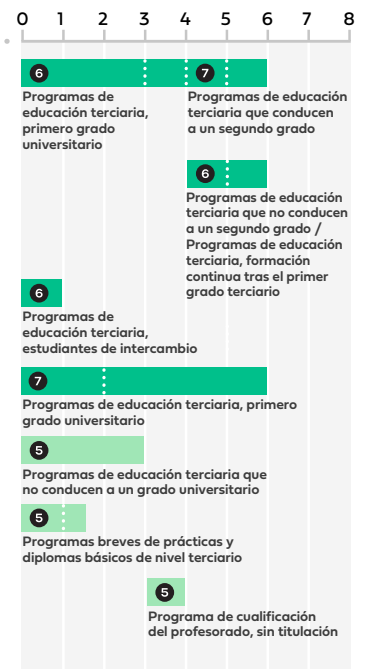 0 1 2 3 4 5 6 7 8
6 7
Programas de
educación terciaria,
primero grado
universitario
Programas de educación
terciaria que conducen
a un segundo grado
6
Programas de educación
terciaria que no conducen
a un segundo grado /
Programas de educación
terciaria, formación
continua tras el primer
grado terciario
6
Programas de
educación terciaria,
estudiantes de intercambio
7
Programas de educación terciaria, primero
grado universitario
5
Programas de educación terciaria que
no conducen a un grado universitario
5
Programas breves de prácticas y
diplomas básicos de nivel terciario
5
Programa de cualificación
del profesorado, sin titulación